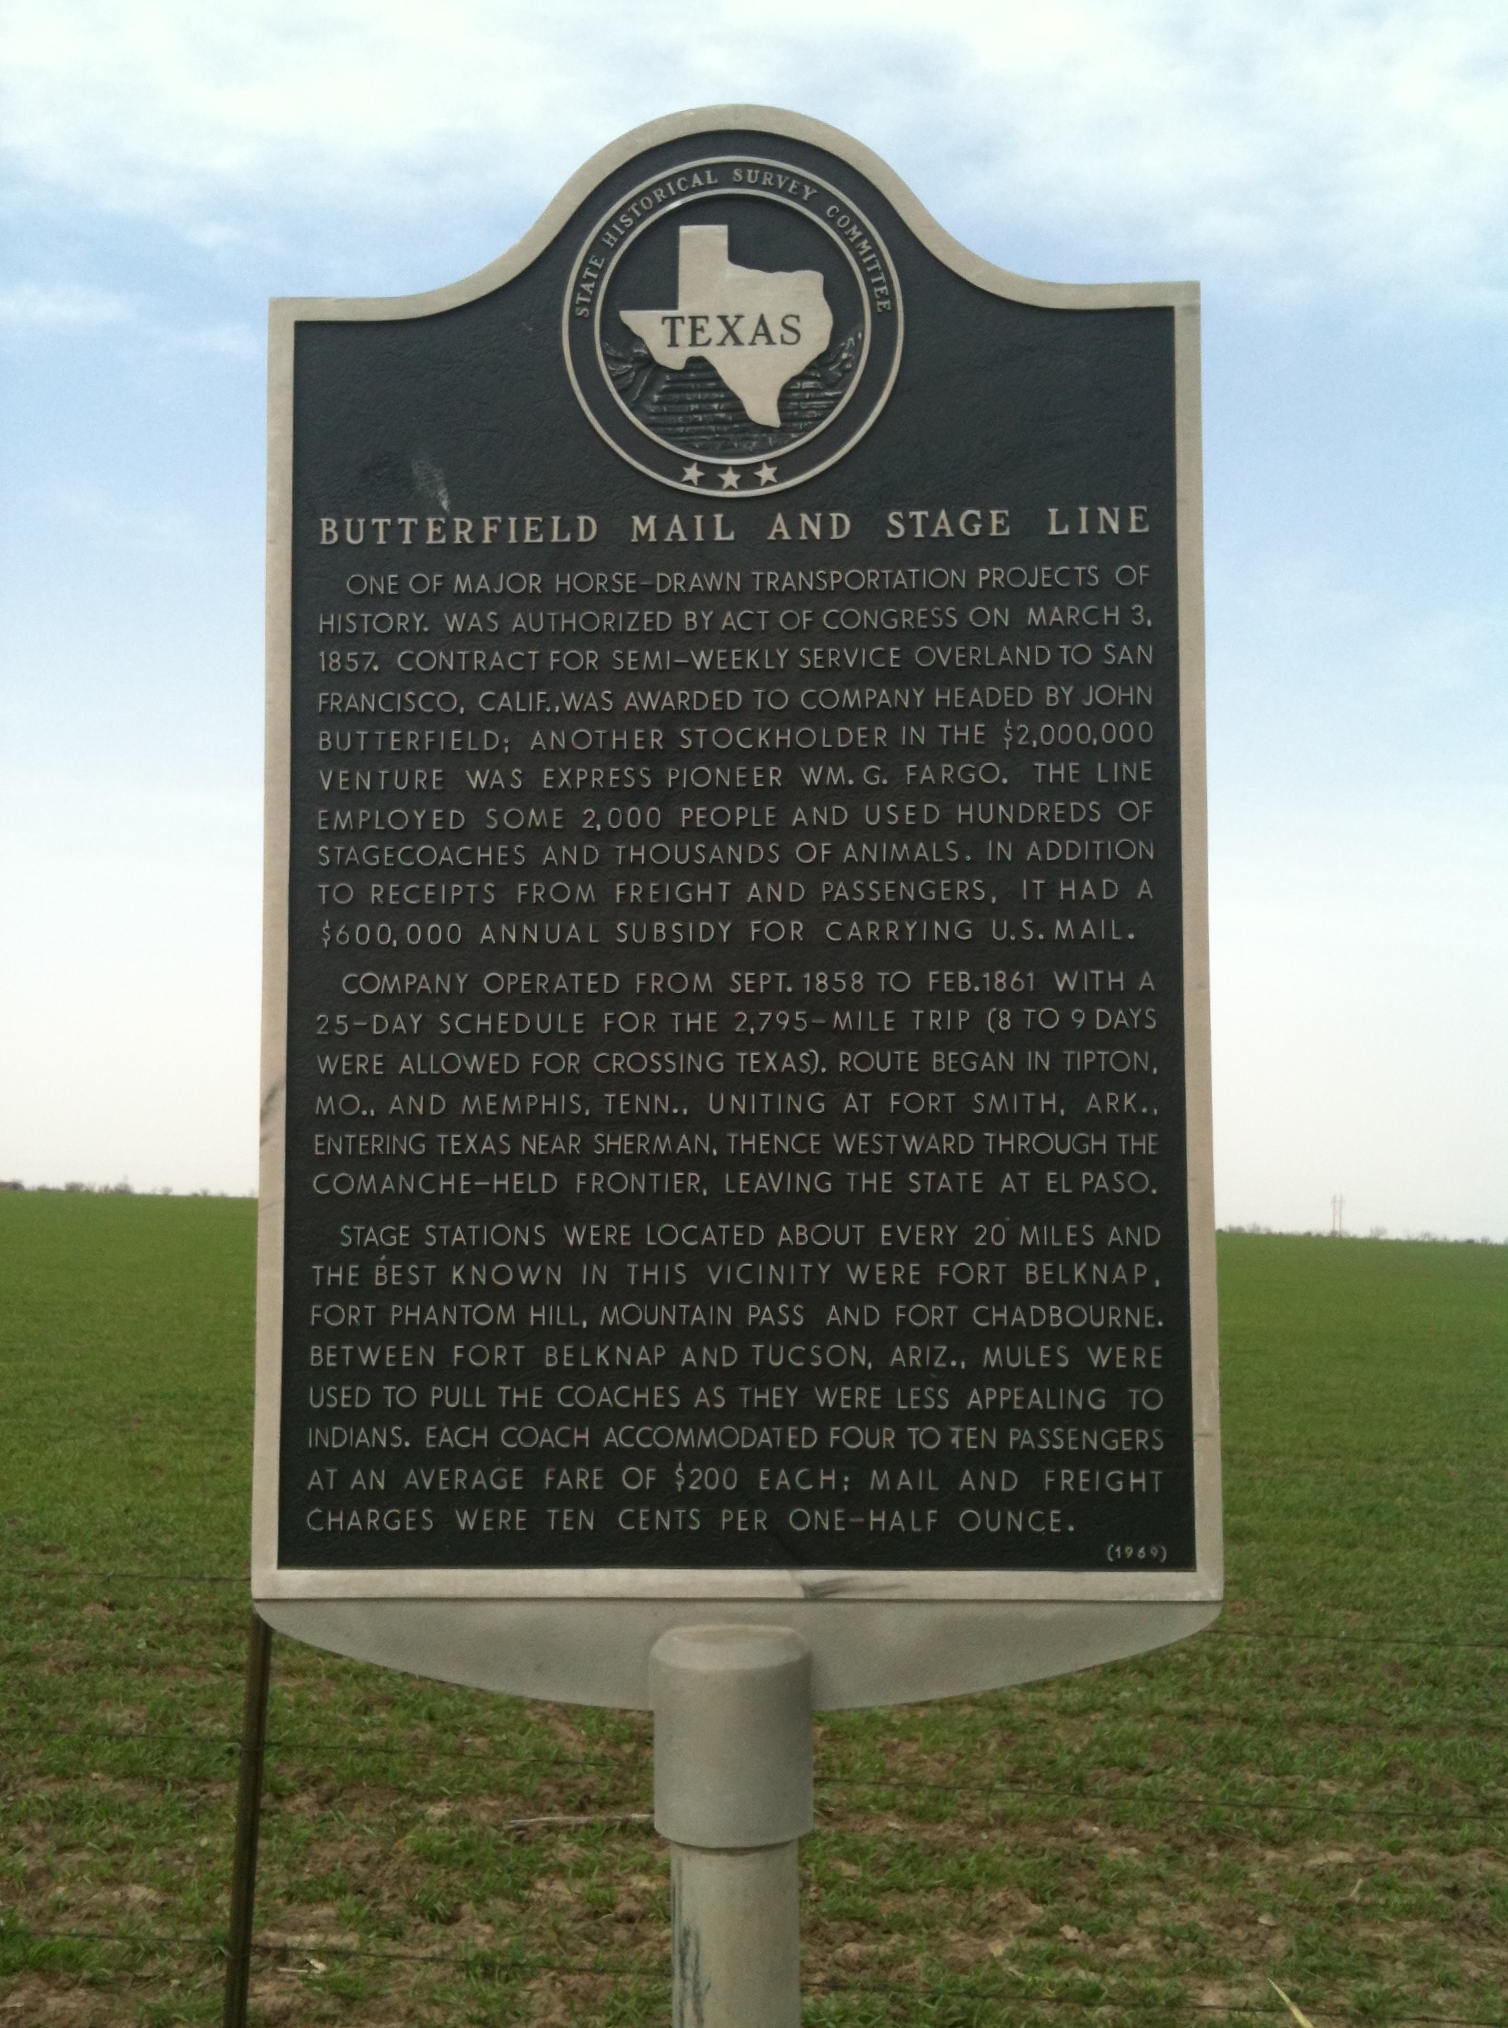 STATE HISTORICAL SURVEY COMMITTEE
TEXAS
BUTTERFIELD MAIL AND STAGE LINE
ONE OF MAJOR HORSE-DRAWN TRANSPORTATION PROJECTS OF
HISTORY. WAS AUTHORIZED BY ACT OF CONGRESS ON MARCH 3,
1857. CONTRACT FOR SEMI-WEEKLY SERVICE OVERLAND TO SAN
FRANCISCO, CALIF., WAS AWARDED TO COMPANY HEADED BY JOHN
BUTTERFIELD; ANOTHER STOCKHOLDER IN THE $2,000,000
VENTURE WAS EXPRESS PIONEER WM. G. FARGO. THE LINE
EMPLOYED SOME 2,000 PEOPLE AND USED HUNDREDS OF
STAGECOACHES AND THOUSANDS OF ANIMALS. IN ADDITION
TO RECEIPTS FROM FREIGHT AND PASSENGERS, IT HAD A
$600,000 ANNUAL SUBSIDY FOR CARRYING U.S. MAIL.
COMPANY OPERATED FROM SEPT. 1858 TO FEB. 1861 WITH A
25-DAY SCHEDULE FOR THE 2,795-MILE TRIP (8 TO 9 DAYS
WERE ALLOWED FOR CROSSING TEXAS). ROUTE BEGAN IN TIPTON,
MO., AND MEMPHIS, TENN., UNITING AT FORT SMITH, ARK.,
ENTERING TEXAS NEAR SHERMAN, THENCE WESTWARD THROUGH THE
COMANCHE-HELD FRONTIER, LEAVING THE STATE AT EL PASO.
STAGE STATIONS WERE LOCATED ABOUT EVERY 20 MILES AND
THE BEST KNOWN IN THIS VICINITY WERE FORT BELKNAP,
FORT PHANTOM HILL, MOUNTAIN PASS AND FORT CHADBOURNE.
BETWEEN FORT BELKNAP AND TUCSON, ARIZ., MULES WERE
USED TO PULL THE COACHES AS THEY WERE LESS APPEALING TO
INDIANS. EACH COACH ACCOMMODATED FOUR TO TEN PASSENGERS
AT AN AVERAGE FARE OF $200 EACH; MAIL AND FREIGHT
CHARGES WERE TEN CENTS PER ONE-HALF OUNCE.
(1969)